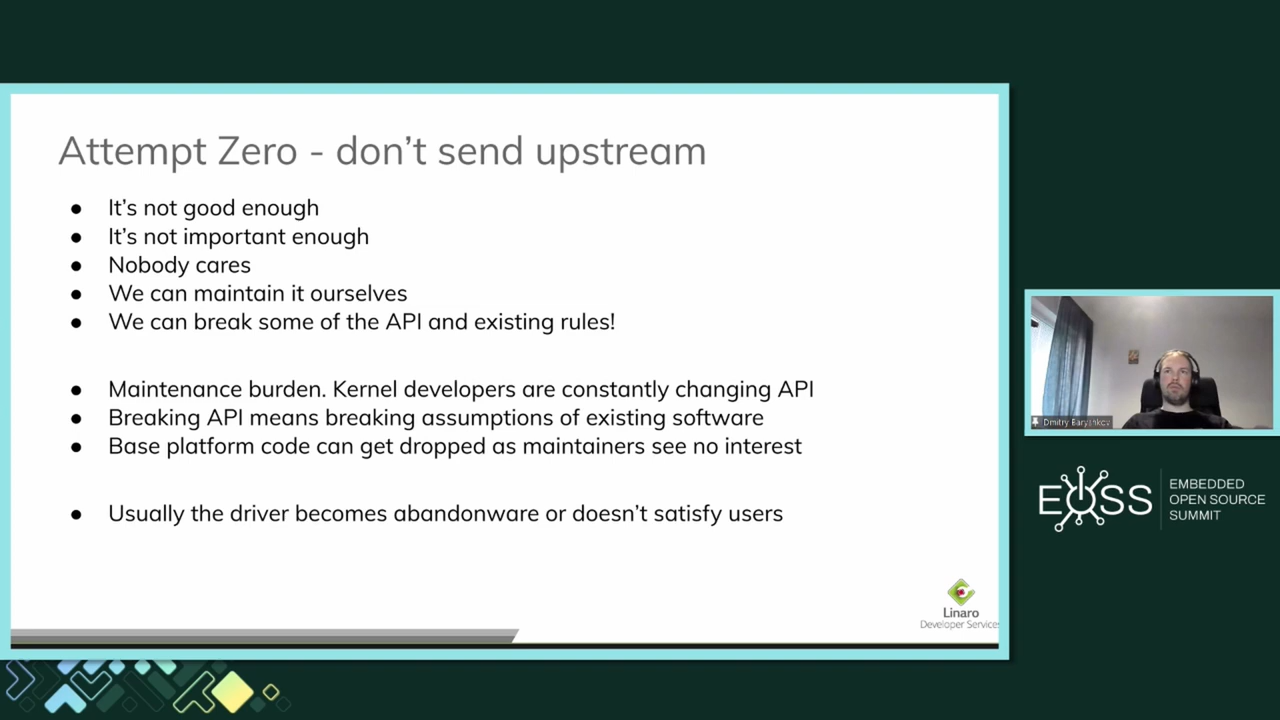 Attempt Zero - don't send upstream
● It's not good enough
● It's not important enough
● Nobody cares
● We can maintain it ourselves
● We can break some of the API and existing rules!
● Maintenance burden. Kernel developers are constantly changing API
● Breaking API means breaking assumptions of existing software
● Base platform code can get dropped as maintainers see no interest
● Usually the driver becomes abandonware or doesn't satisfy users
Linaro
Developer Services
Dmitry Baryshkov
EOSS
EMBEDDED
OPEN SOURCE
SUMMIT